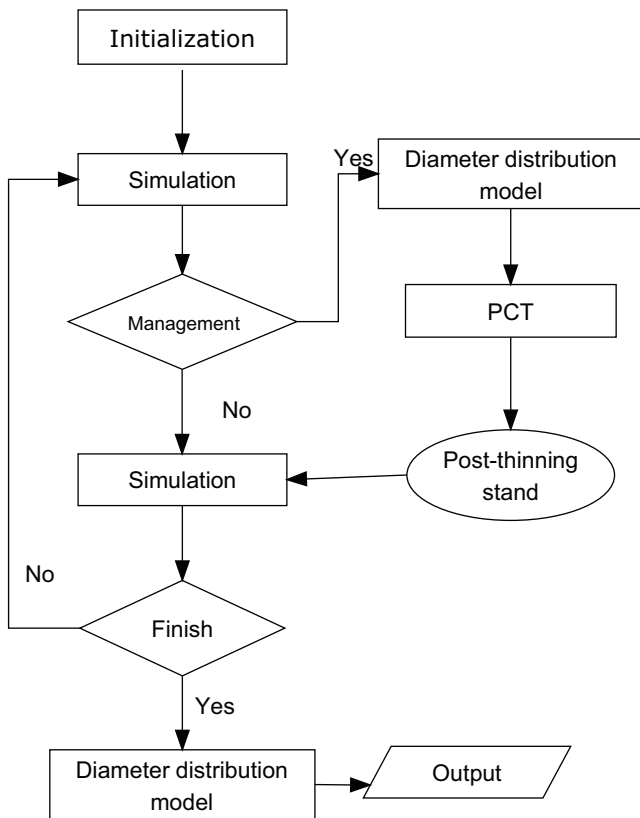 Initialization
Simulation
Yes
Diameter distribution
model
Management
PCT
No
Simulation
Post-thinning
stand
No
Finish
Yes
Diameter distribution
model
Output